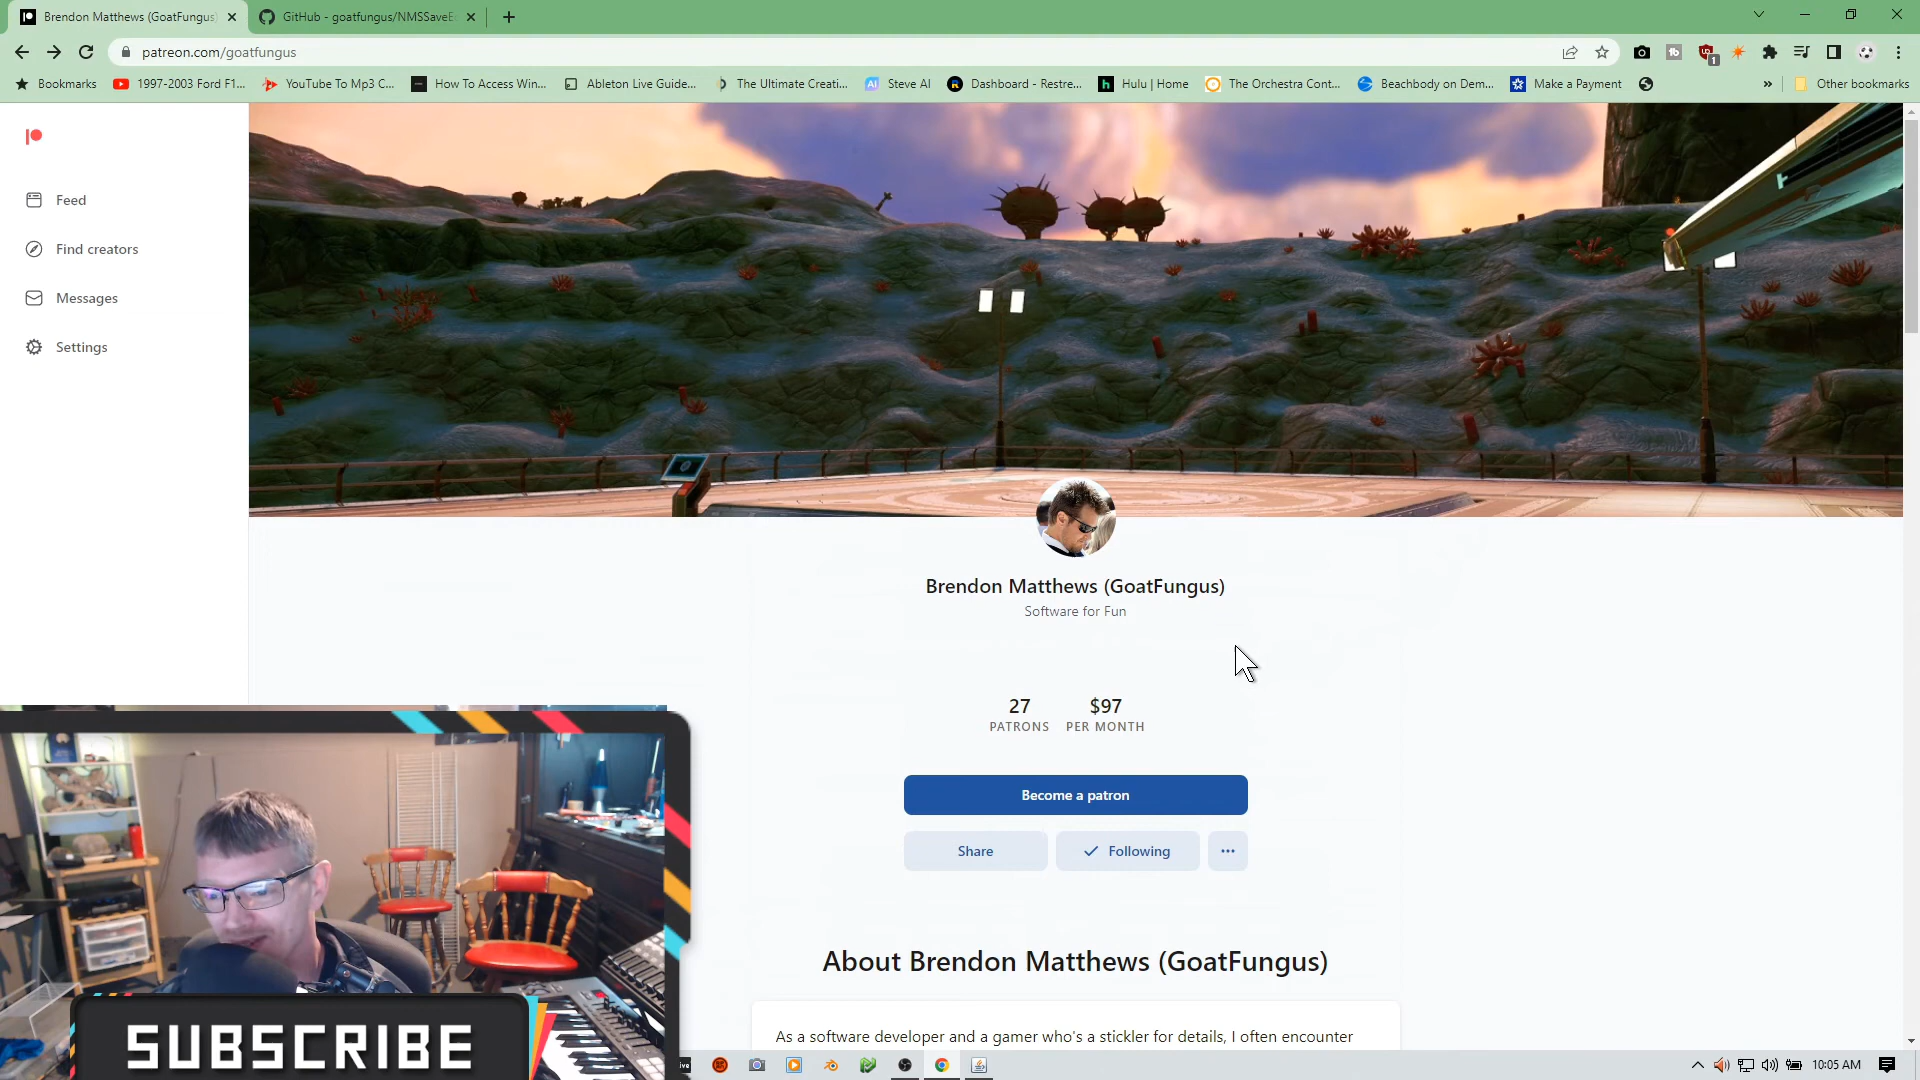 Brendon Matthews (GoatFungus)
GitHub - goatfungus/NMSSaveE
patreon.com/goatfungus
1
Bookmarks
1997-2003 Ford F1...
YouTube To Mp3 C...
How To Access Win...
Ableton Live Guide...
The Ultimate Creati...
AI
Steve AI
Dashboard - Restre...
h
Hulu | Home
The Orchestra Cont...
Beachbody on Dem...
Make a Payment
»
Other bookmarks
Feed
Find creators
Messages
Settings
Brendon Matthews (GoatFungus)
Software for Fun
27
PATRONS
$97
PER MONTH
Become a patron
Share
Following
About Brendon Matthews (GoatFungus)
As a software developer and a gamer who's a stickler for details, I often encounter
SUBSCRIBE
10:05 AM